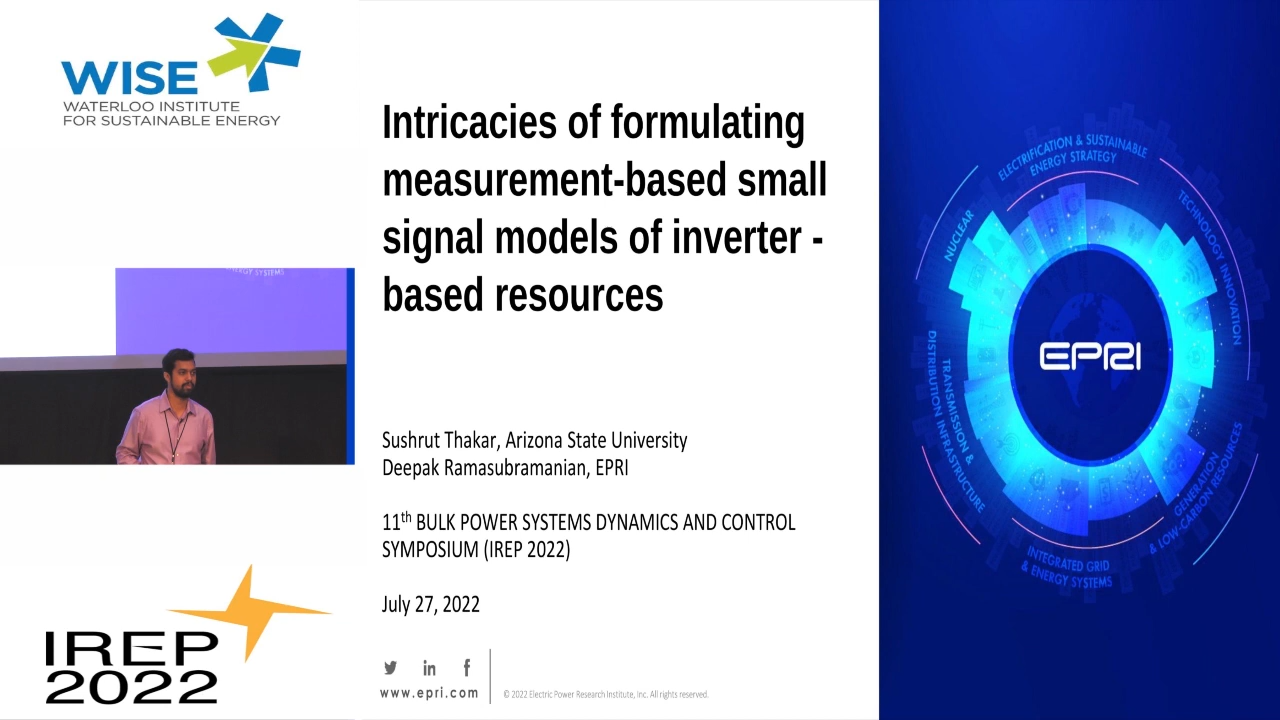 WISE
WATERLOO INSTITUTE
FOR SUSTAINABLE ENERGY
ERGY SYSTEMS
IREP
2022
Intricacies of formulating
measurement-based small
signal models of inverter -
based resources
Sushrut Thakar, Arizona State University
Deepak Ramasubramanian, EPRI
11th BULK POWER SYSTEMS DYNAMICS AND CONTROL
SYMPOSIUM (IREP 2022)
July 27, 2022
www.epri.com
© 2022 Electric Power Research Institute, Inc. All rights reserved.
ELECTRIFICATION & SUSTAINABLE
ENERGY STRATEGY
TECHNOLOGY INNOVATION
GENERATION
& LOW-CARBON RESOURCES
INTEGRATED GRID
& ENERGY SYSTEMS
TRANSMISSION &
DISTRIBUTION INFRASTRUCTURE
NUCLEAR
EPRI